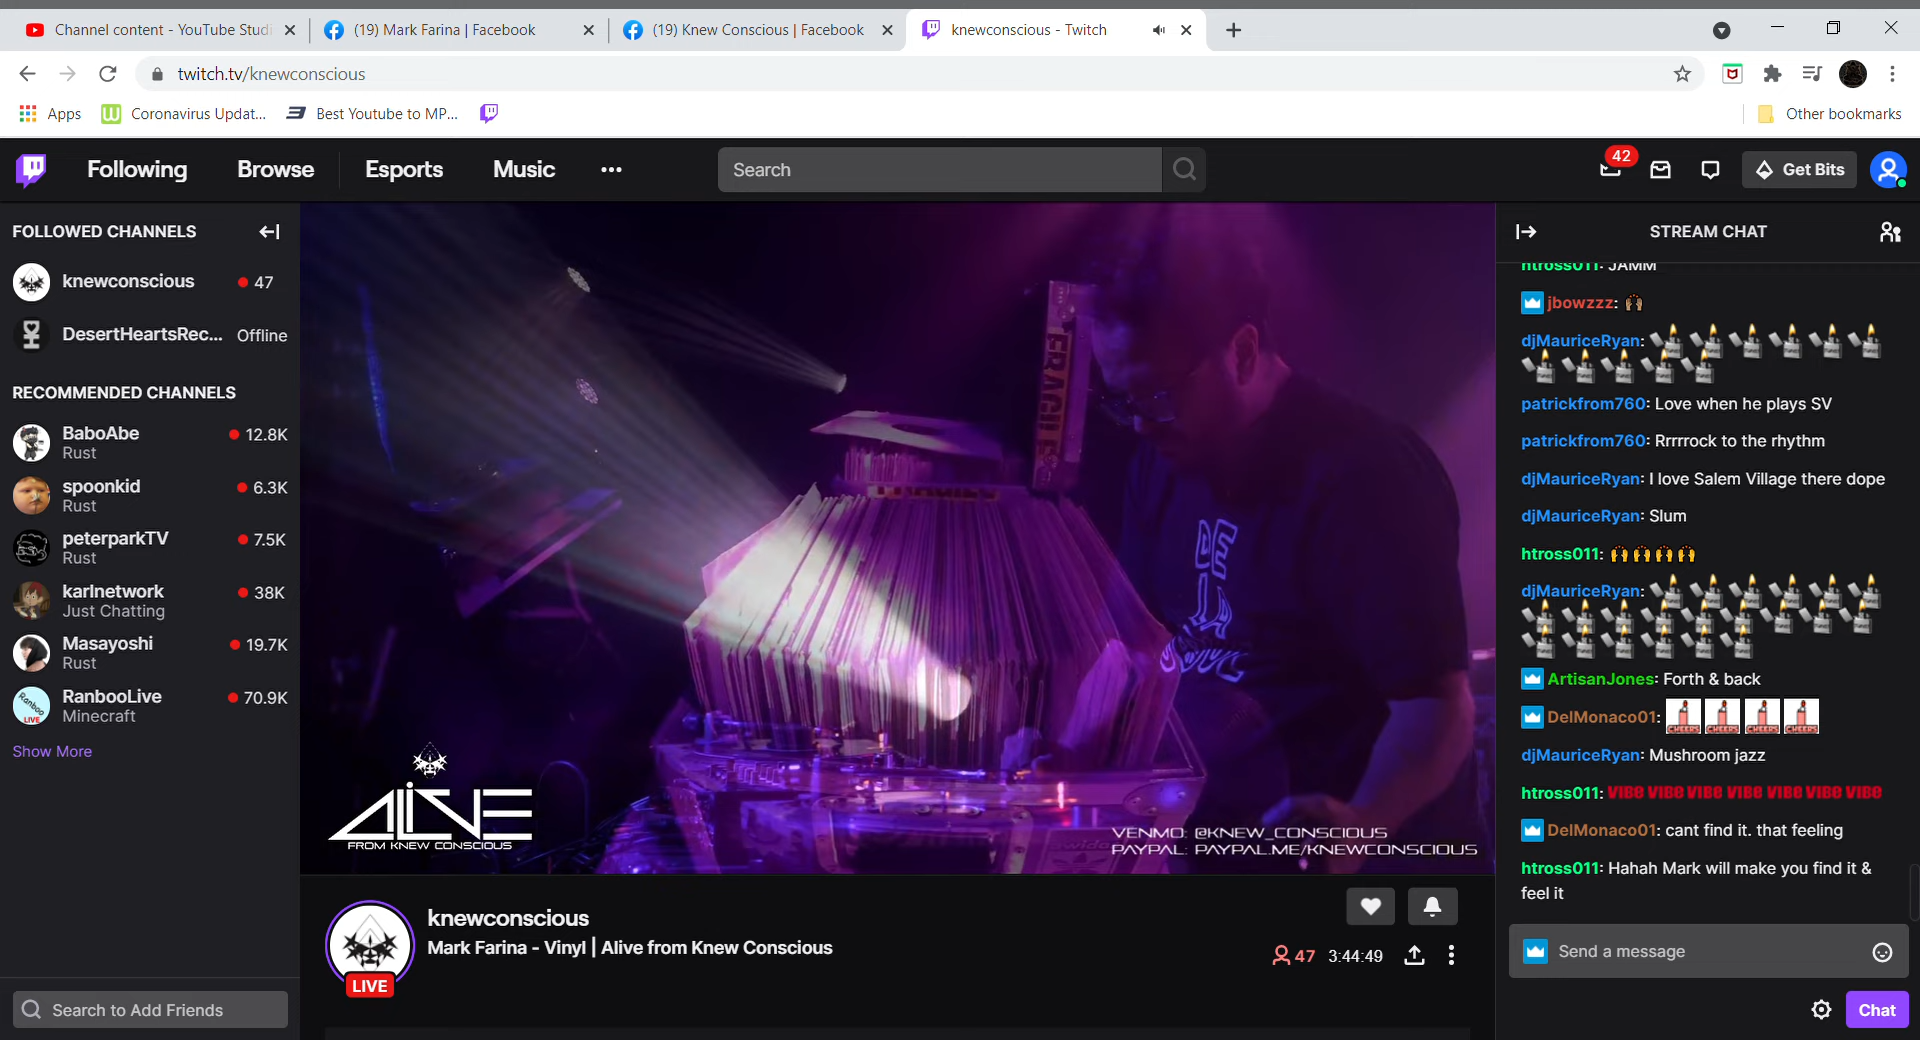 Channel content - YouTube Studi
(19) Mark Farina | Facebook
(19) Knew Conscious | Facebook
knewconscious - Twitch
twitch.tv/knewconscious
Apps
Coronavirus Updat...
Best Youtube to MP...
Other bookmarks
Following
Browse
Esports
Music
Search
42
Get Bits
FOLLOWED CHANNELS
knewconscious
47
DesertHeartsRec...
Offline
RECOMMENDED CHANNELS
BaboAbe
12.8K
Rust
spoonkid
6.3K
Rust
peterparkTV
7.5K
Rust
karlnetwork
38K
Just Chatting
Masayoshi
19.7K
Rust
RanbooLive
70.9K
Minecraft
Show More
Search to Add Friends
FRAGILE
ALiVE
FROM KNEW CONSCIOUS
VENMO: @KNEW_CONSCIOUS
PAYPAL: PAYPAL.ME/KNEWCONSCIOUS
LIVE
knewconscious
Mark Farina - Vinyl | Alive from Knew Conscious
47
3:44:49
STREAM CHAT
htross011: JAMM
jbowzzz:
djMauriceRyan:
patrickfrom760: Love when he plays SV
patrickfrom760: Rrrrrock to the rhythm
djMauriceRyan: I love Salem Village there dope
djMauriceRyan: Slum
htross011:
djMauriceRyan:
ArtisanJones: Forth & back
DelMonaco01: CHEERS CHEERS CHEERS CHEERS
djMauriceRyan: Mushroom jazz
htross011: VIBE VIBE VIBE VIBE VIBE VIBE VIBE
DelMonaco01: cant find it. that feeling
htross011: Hahah Mark will make you find it &
feel it
Send a message
Chat